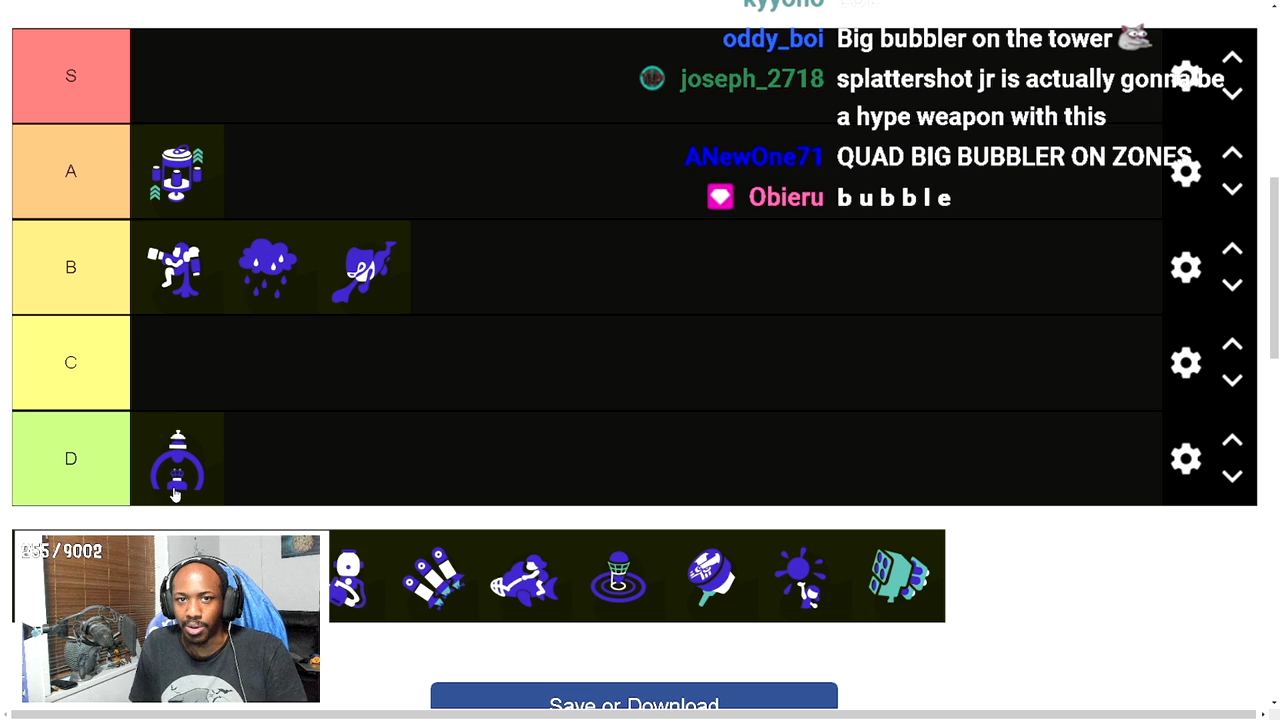 kyyono
oddy_boi Big bubbler on the tower
joseph_2718 splattershot jr is actually gonna be
a hype weapon with this
ANewOne71 QUAD BIG BUBBLER ON ZONES
Obieru b u b b l e
S
A
B
C
D
/9002
Save or Download